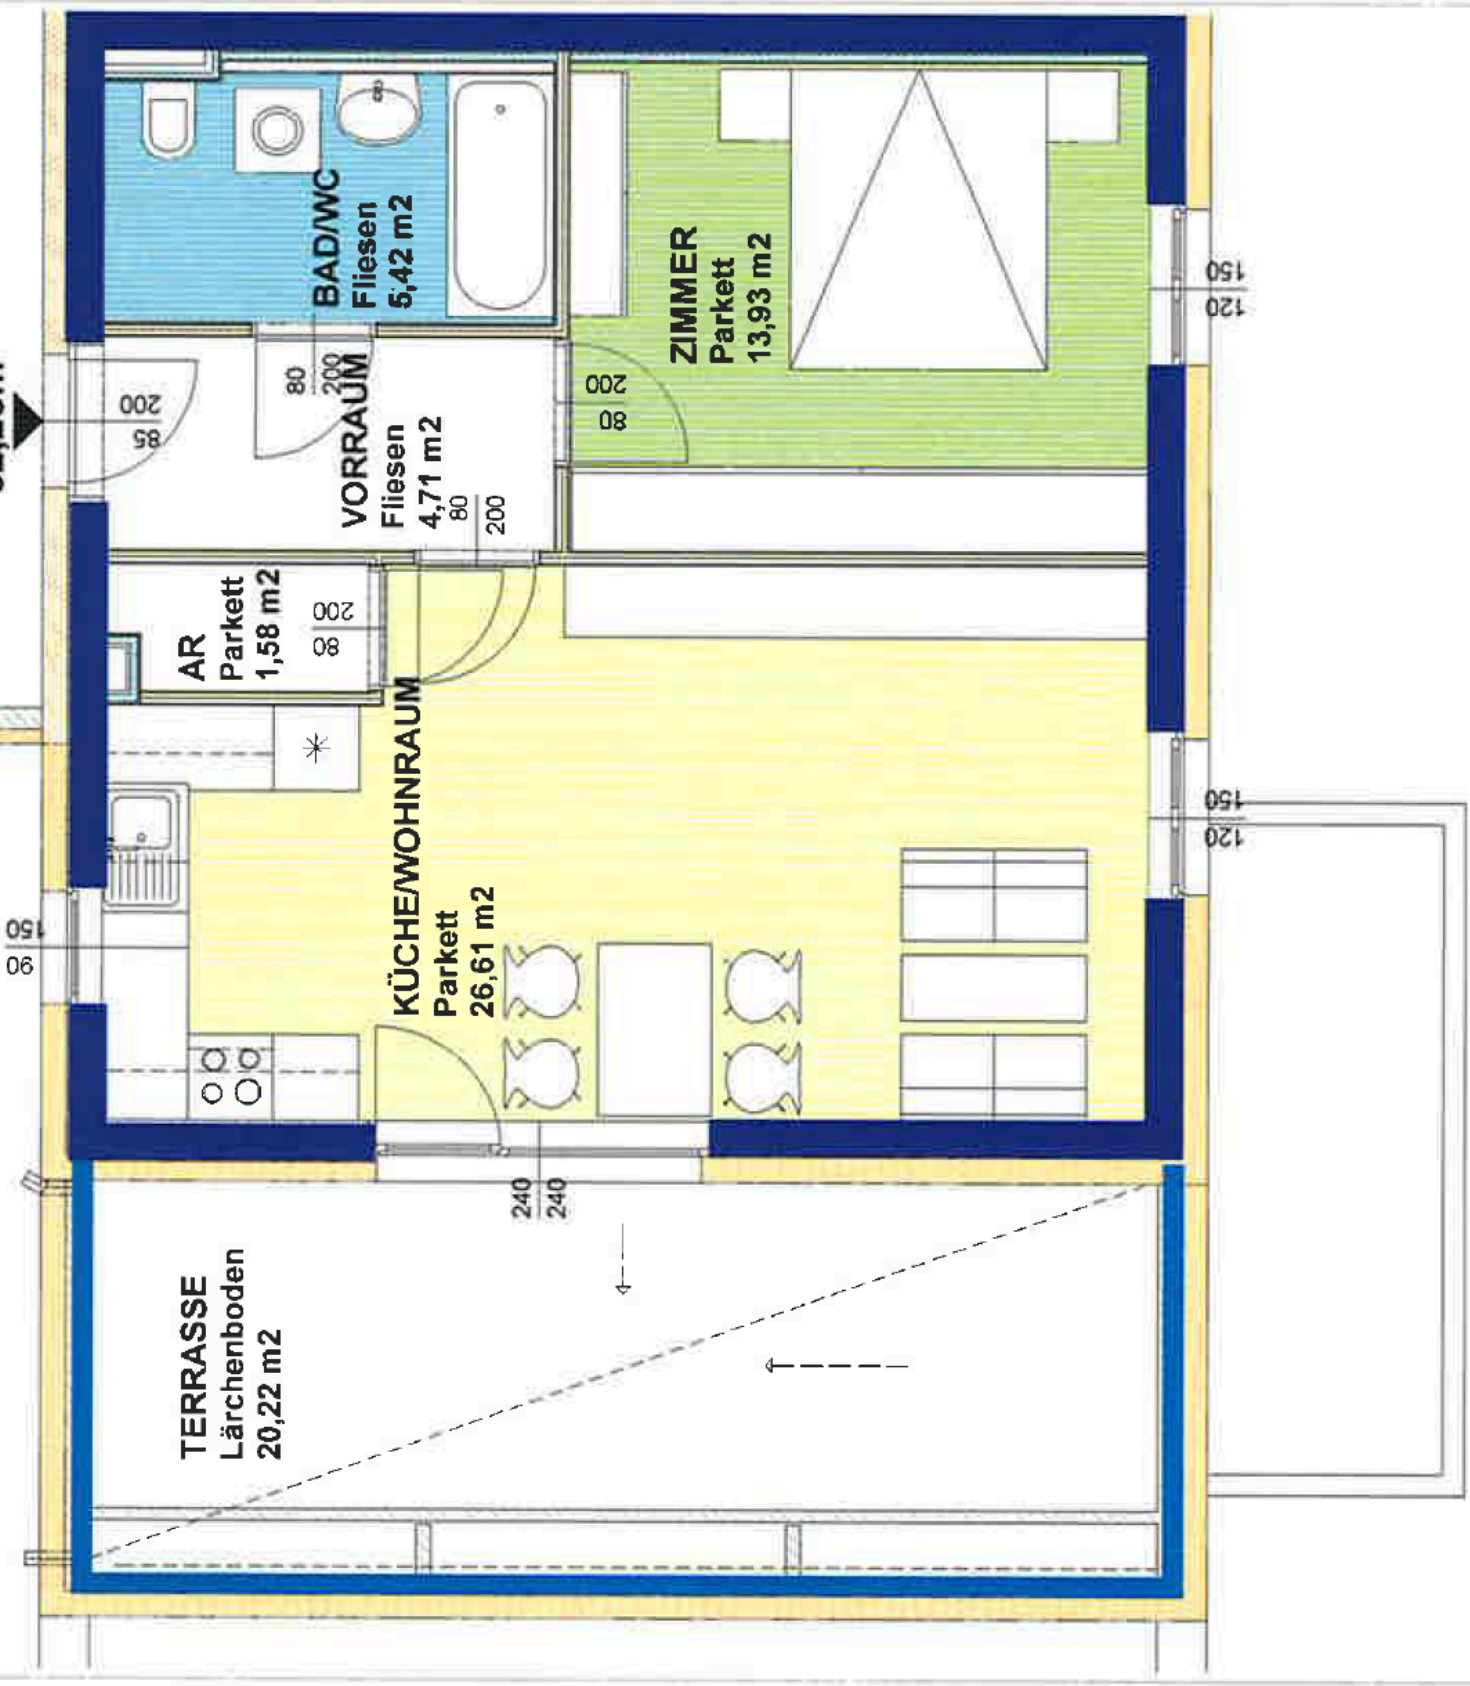 BAD/WC
Fliesen
5,42 m2
ZIMMER
Parkett
13,93 m2
VORRAUM
Fliesen
4,71 m2
AR
Parkett
1,58 m2
KÜCHE/WOHNRAUM
Parkett
26,61 m2
TERRASSE
Lärchenboden
20,22 m2
85
200
80
200
80
200
80
200
80
200
120
150
120
150
90
150
240
240